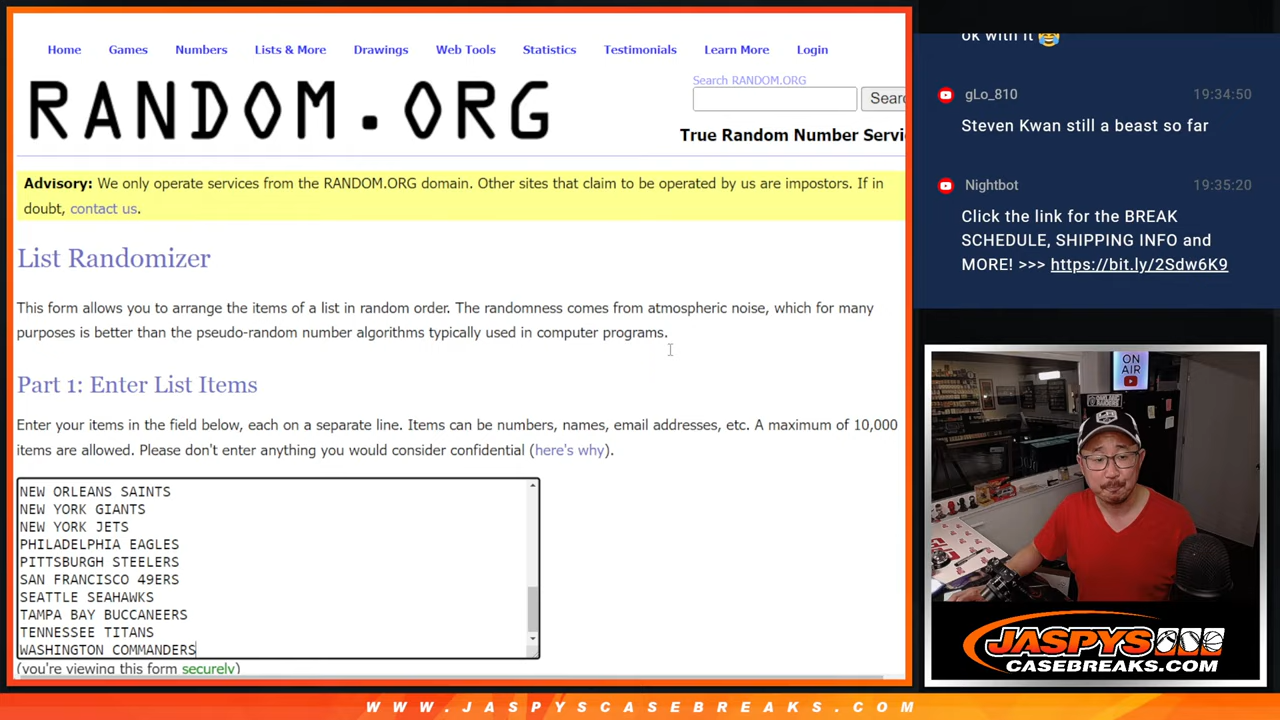 Home Games Numbers Lists & More Drawings Web Tools Statistics Testimonials Learn More Login
RANDOM.ORG
Search RANDOM.ORG
True Random Number Servi
Advisory: We only operate services from the RANDOM.ORG domain. Other sites that claim to be operated by us are impostors. If in
doubt, contact us.
List Randomizer
This form allows you to arrange the items of a list in random order. The randomness comes from atmospheric noise, which for many
purposes is better than the pseudo-random number algorithms typically used in computer programs.
Part 1: Enter List Items
Enter your items in the field below, each on a separate line. Items can be numbers, names, email addresses, etc. A maximum of 10,000
items are allowed. Please don't enter anything you would consider confidential (here's why).
NEW ORLEANS SAINTS
NEW YORK GIANTS
NEW YORK JETS
PHILADELPHIA EAGLES
PITTSBURGH STEELERS
SAN FRANCISCO 49ERS
SEATTLE SEAHAWKS
TAMPA BAY BUCCANEERS
TENNESSEE TITANS
WASHINGTON COMMANDERS
(you're viewing this form securely)
ok with it 😂
gLo_810 19:34:50
Steven Kwan still a beast so far
Nightbot 19:35:20
Click the link for the BREAK
SCHEDULE, SHIPPING INFO and
MORE! >>> https://bit.ly/2Sdw6K9
ON
AIR
JASPYS
CASEBREAKS.COM
WWW.JASPYSCASEBREAKS.COM